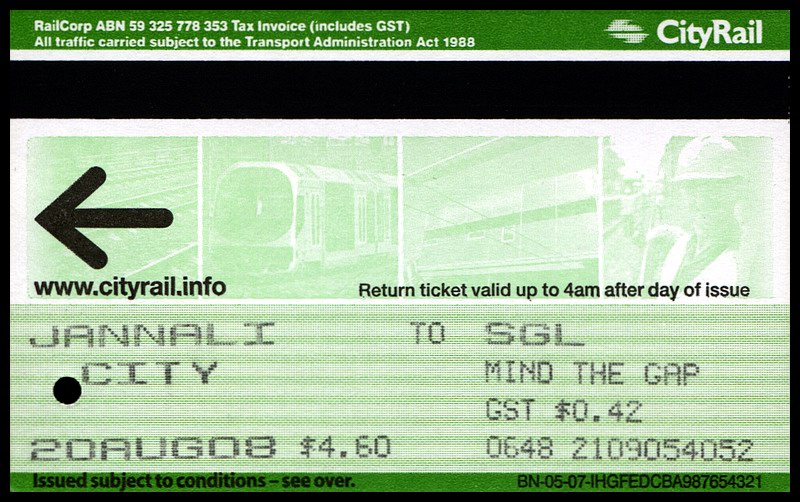 RailCorp ABN 59 325 778 353 Tax Invoice (includes GST)
All traffic carried subject to the Transport Administration Act 1988
CityRail
www.cityrail.info
Return ticket valid up to 4am after day of issue
JANNALI TO SGL
CITY MIND THE GAP
GST $0.42
20AUG08 $4.60 0648 2109054052
Issued subject to conditions – see over.
BN-05-07-IHGFEDCBA987654321